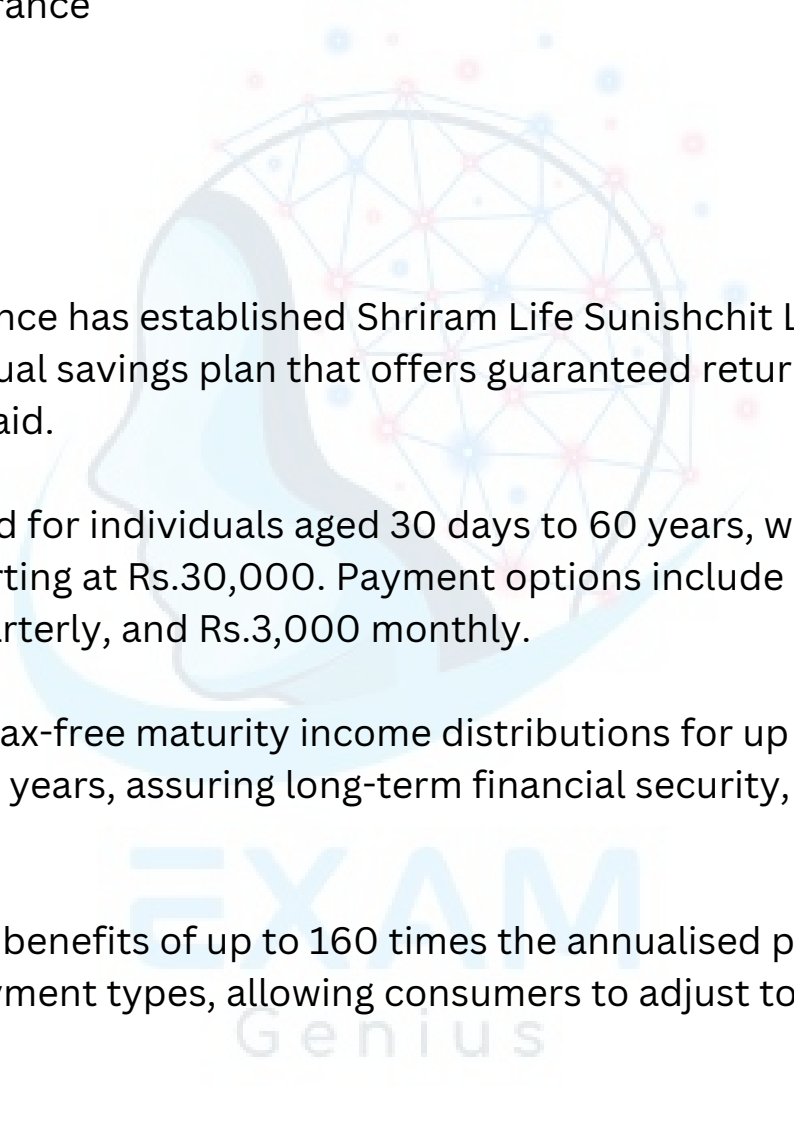 rance
nce has established Shriram Life Sunishchit L
ual savings plan that offers guaranteed retur
aid.
d for individuals aged 30 days to 60 years, w
rting at Rs.30,000. Payment options include
rterly, and Rs.3,000 monthly.
ax-free maturity income distributions for up
years, assuring long-term financial security,
EXAM
benefits of up to 160 times the annualised p
yment types, allowing consumers to adjust to
Genius